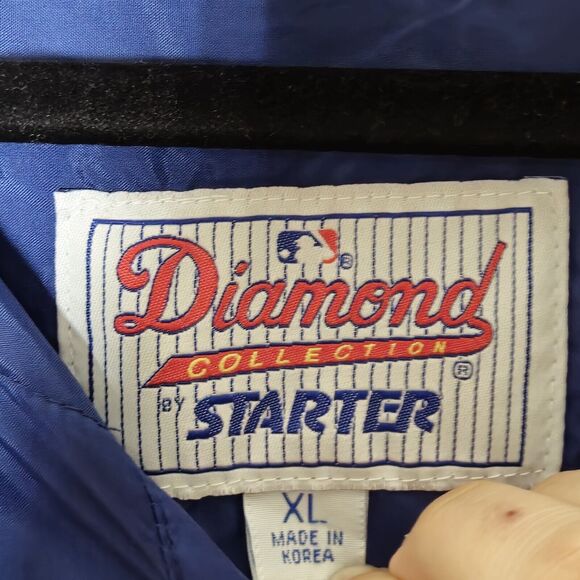 ®
Diamond
COLLECTION ®
BY STARTER
XL
MADE IN
KOREA